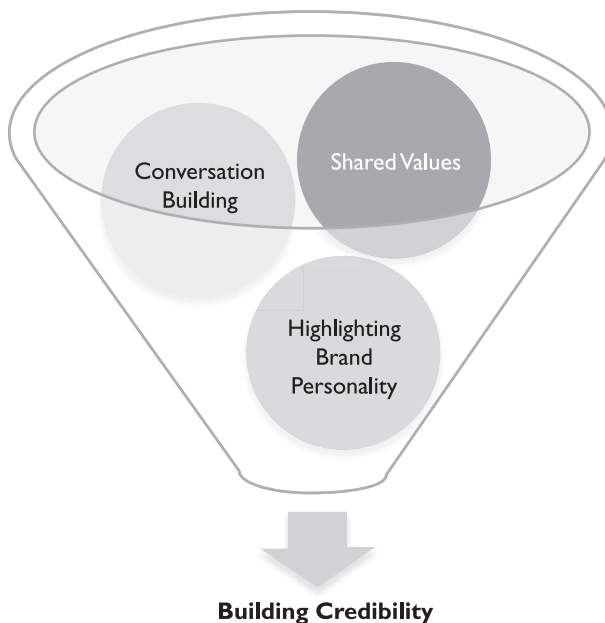 Conversation
Building
Shared Values
Highlighting
Brand
Personality
Building Credibility